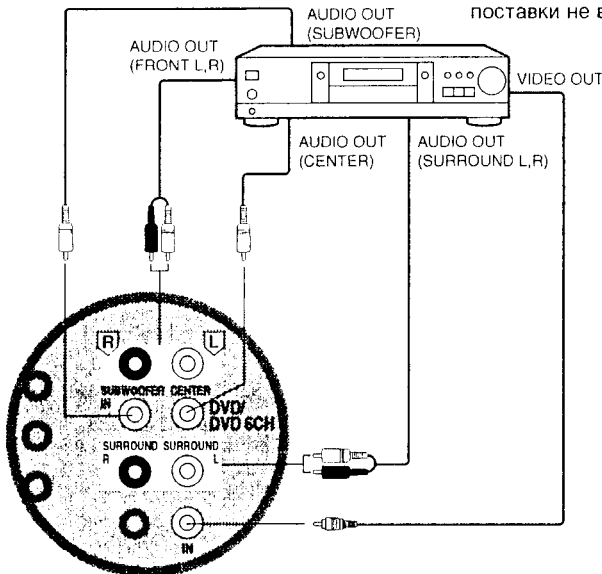 поставки не в
AUDIO OUT
(SUBWOOFER)
AUDIO OUT
(FRONT L,R)
VIDEO OUT
AUDIO OUT
(CENTER)
AUDIO OUT
(SURROUND L,R)
R
L
SUBWOOFER
IN
CENTER
DVD/
DVD 6CH
SURROUND
R
SURROUND
L
IN